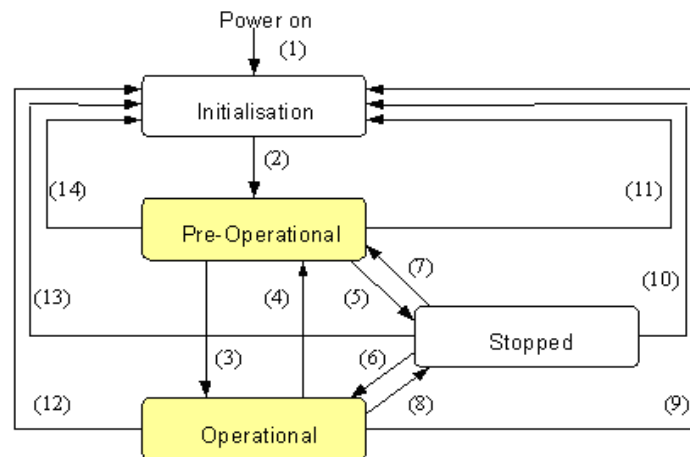 Power on
(1)
Initialisation
(2)
(14)
(11)
Pre-Operational
(7)
(13)
(4)
(5)
(10)
Stopped
(3)
(6)
(12)
(8)
(9)
Operational